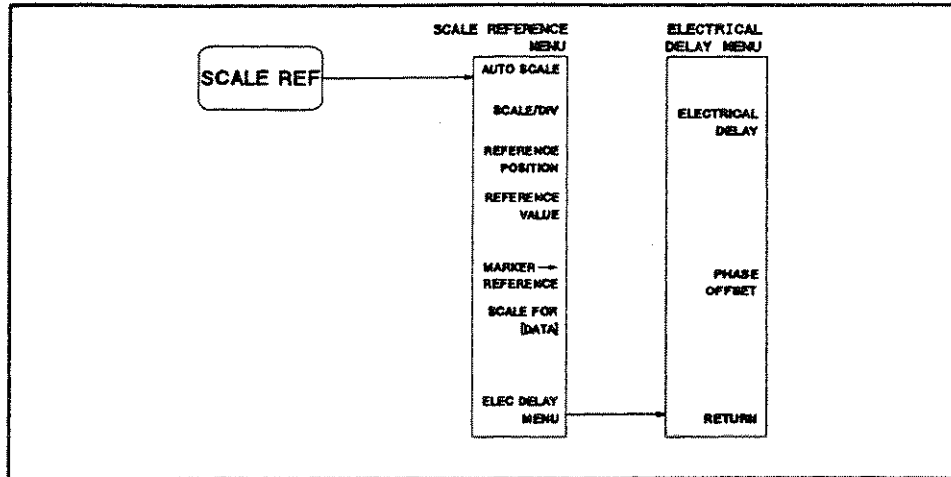 SCALE REF
SCALE REFERENCE
MENU
AUTO SCALE
SCALE/DIV
REFERENCE
POSITION
REFERENCE
VALUE
MARKER →
REFERENCE
SCALE FOR
[DATA]
ELEC DELAY
MENU
ELECTRICAL
DELAY MENU
ELECTRICAL
DELAY
PHASE
OFFSET
RETURN